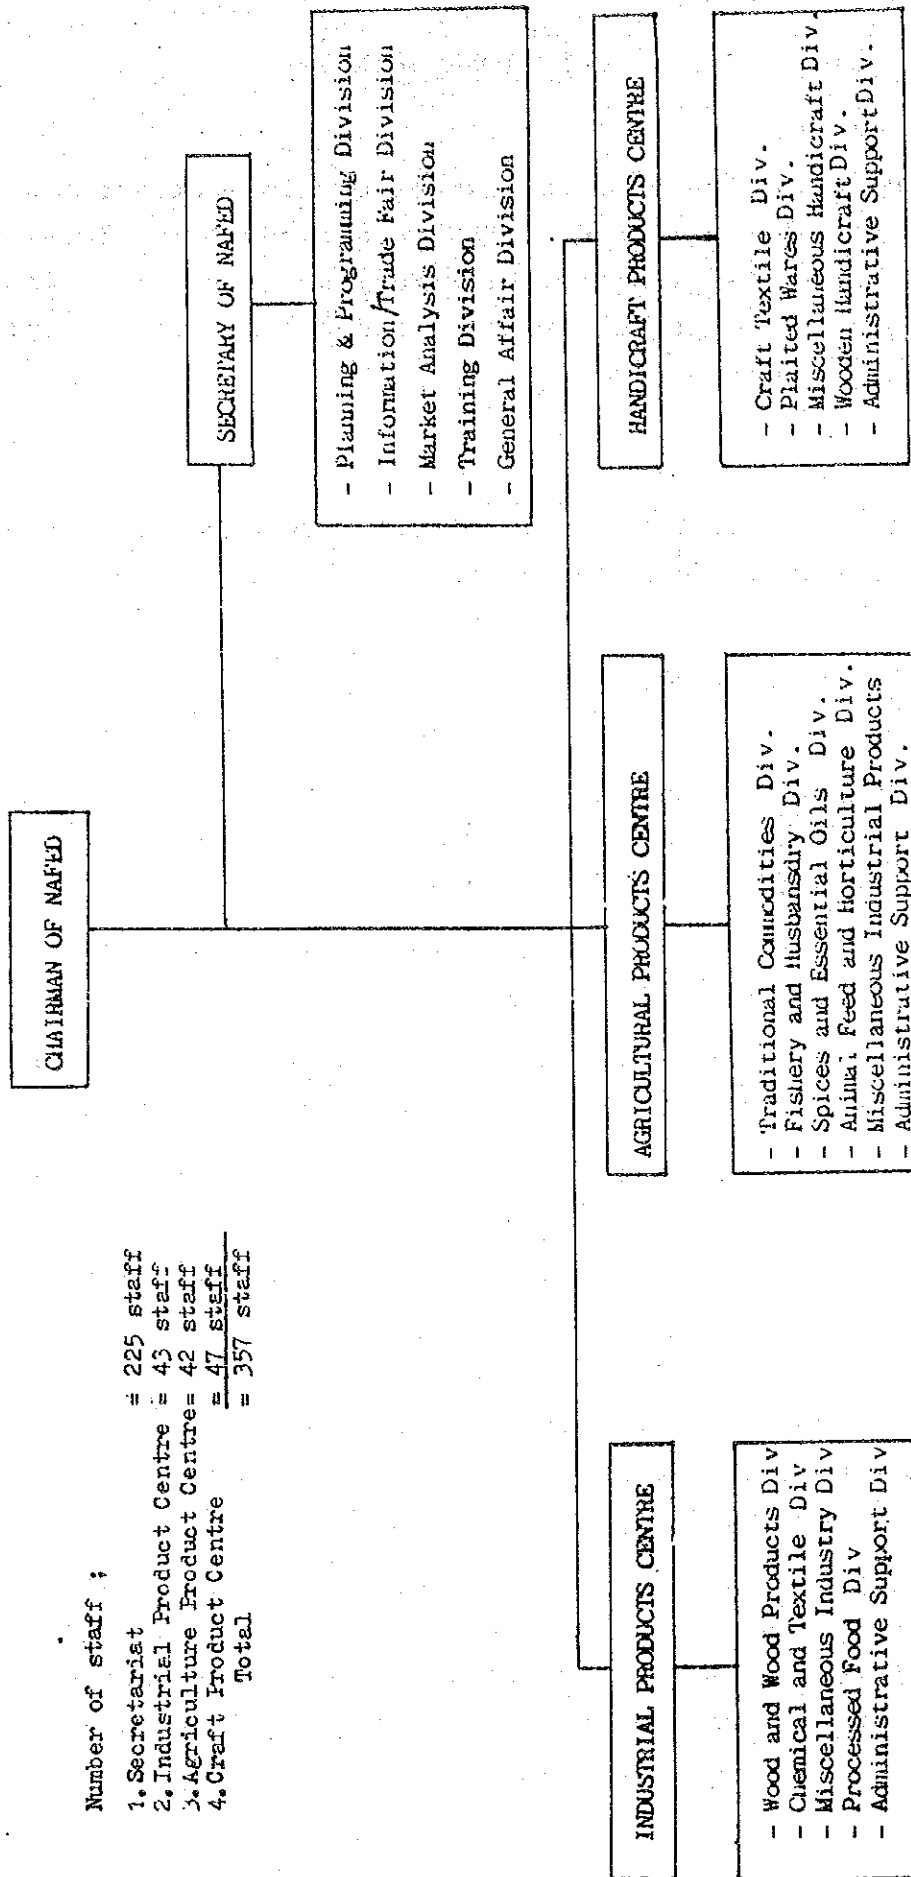 CHAIRMAN OF NAFED
Number of staff ;
1. Secretariat = 225 staff
2. Industrial Product Centre = 43 staff
3. Agriculture Product Centre= 42 staff
4. Craft Product Centre = 47 staff
Total = 357 staff
SECRETARY OF NAFED
- Planning & Programing Division
- Information/Trade Fair Division
- Market Analysis Division
- Training Division
- General Affair Division
INDUSTRIAL PRODUCTS CENTRE
- Wood and Wood Products Div
- Chemical and Textile Div
- Miscellaneous Industry Div
- Processed Food Div
- Administrative Support Div
AGRICULTURAL PRODUCTS CENTRE
- Traditional Commodities Div.
- Fishery and Husbansdry Div.
- Spices and Essential Oils Div.
- Animal Feed and Horticulture Div.
- Miscellaneous Industrial Products
- Administrative Support Div.
HANDICRAFT PRODUCTS CENTRE
- Craft Textile Div.
- Plaited Wares Div.
- Miscellaneous Handicraft Div.
- Wooden Handicraft Div.
- Administrative Support Div.